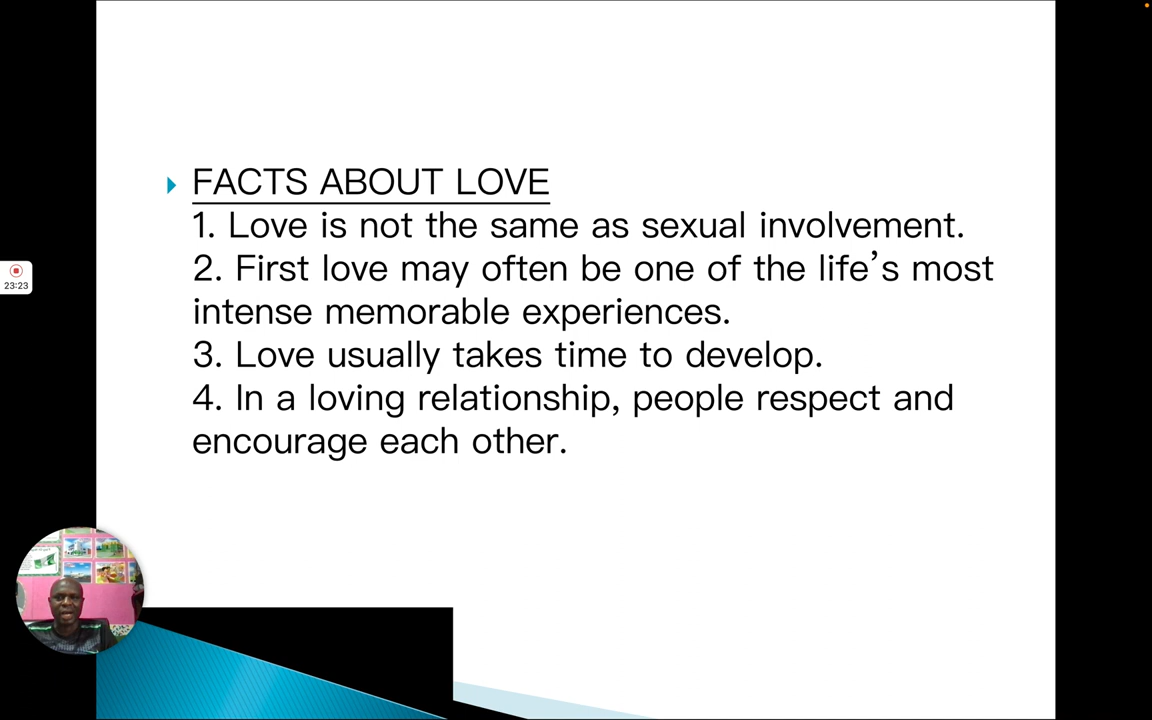 FACTS ABOUT LOVE
1. Love is not the same as sexual involvement.
2. First love may often be one of the life’s most
intense memorable experiences.
3. Love usually takes time to develop.
4. In a loving relationship, people respect and
encourage each other.
23:23